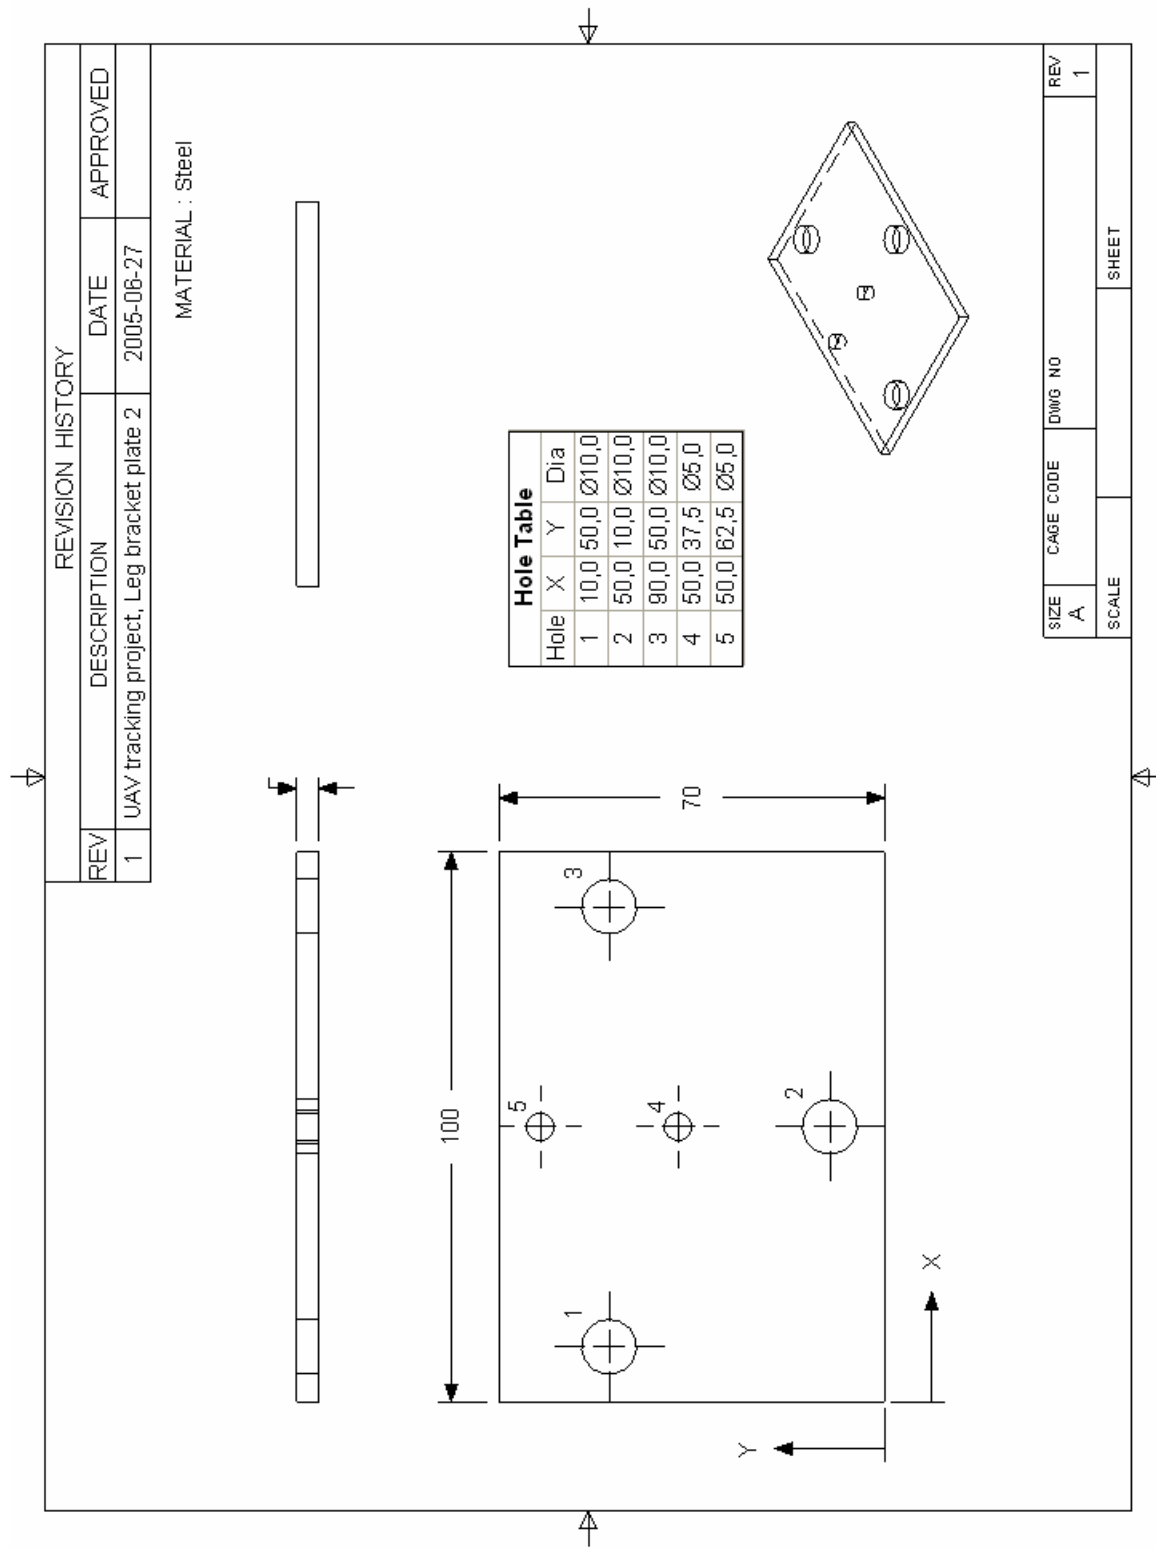 REVISION HISTORY
REV DESCRIPTION DATE APPROVED
1 UAV tracking project, Leg bracket plate 2 2005-06-27
MATERIAL : Steel
100
70
1
2
3
4
5
Y
X
Hole Table
Hole X Y Dia
1 10,0 50,0 Ø10,0
2 50,0 10,0 Ø10,0
3 90,0 50,0 Ø10,0
4 50,0 37,5 Ø5,0
5 50,0 62,5 Ø5,0
SIZE CAGE CODE DWG NO REV
A 1
SCALE SHEET